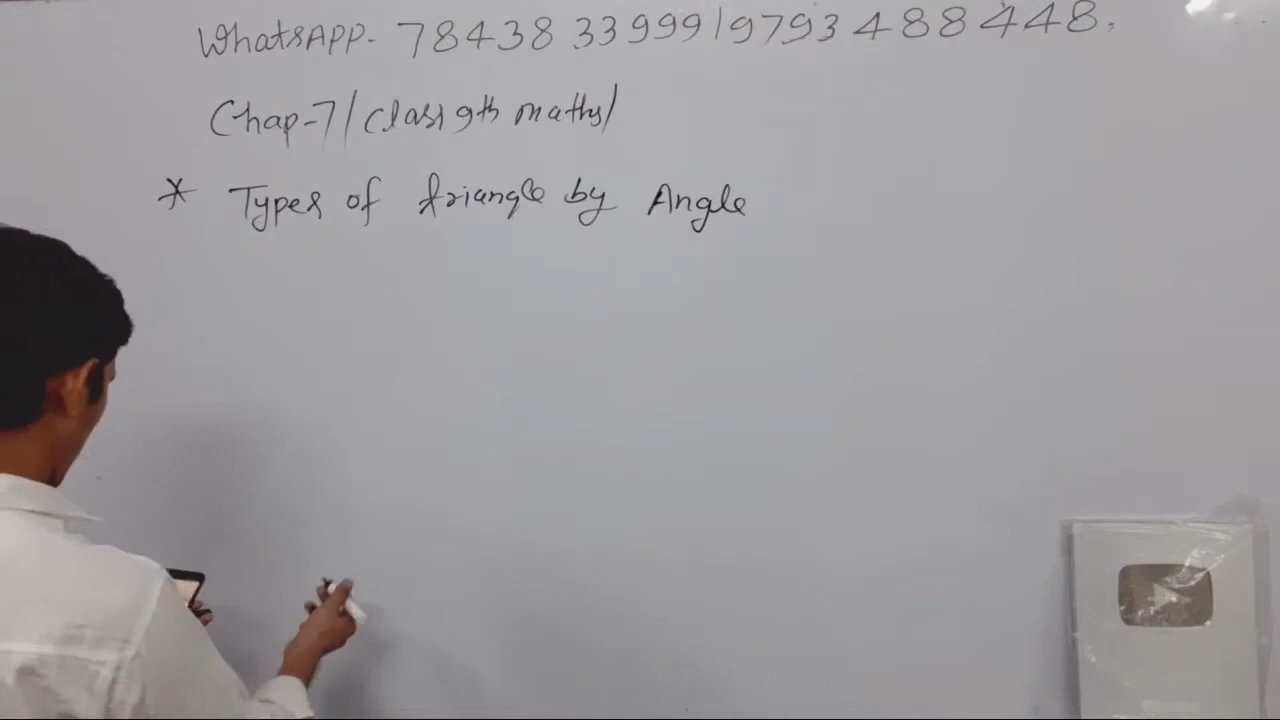 WhatsAPP- 78438 33999/9793488448,
Chap-7/Class 9th maths/
* Types of triangle by Angle